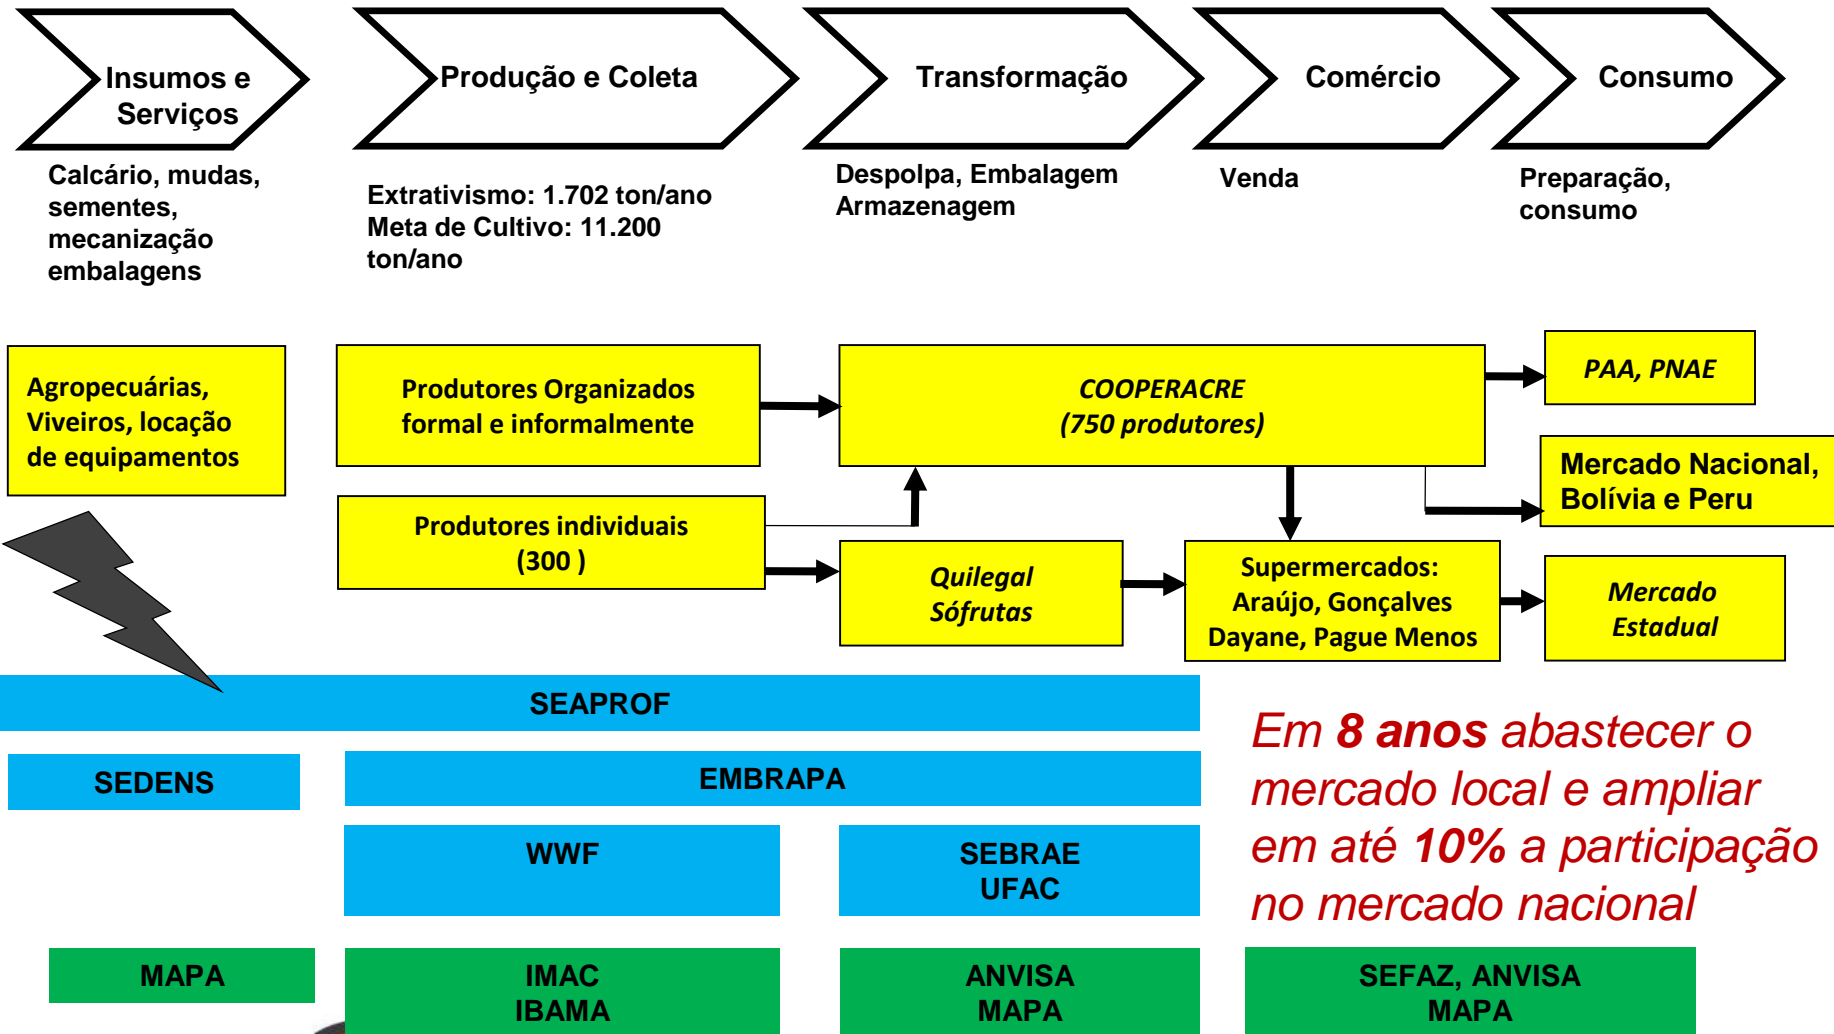 Insumos e
Serviços
Produção e Coleta
Transformação
Comércio
Consumo
Calcário, mudas,
sementes,
mecanização
embalagens
Extrativismo: 1.702 ton/ano
Meta de Cultivo: 11.200
ton/ano
Despolpa, Embalagem
Armazenagem
Venda
Preparação,
consumo
Agropecuárias,
Viveiros, locação
de equipamentos
Produtores Organizados
formal e informalmente
COOPERACRE
(750 produtores)
PAA, PNAE
Mercado Nacional,
Bolívia e Peru
Produtores individuais
(300 )
Quilegal
Sófrutas
Supermercados:
Araújo, Gonçalves
Dayane, Pague Menos
Mercado
Estadual
SEAPROF
SEDENS
EMBRAPA
WWF
SEBRAE
UFAC
Em 8 anos abastecer o
mercado local e ampliar
em até 10% a participação
no mercado nacional
MAPA
IMAC
IBAMA
ANVISA
MAPA
SEFAZ, ANVISA
MAPA